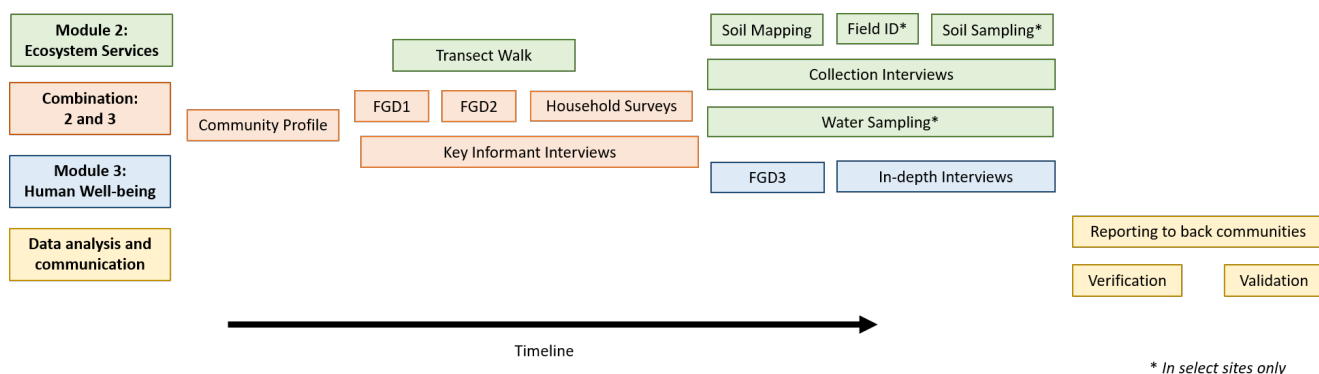 Module 2:
Ecosystem Services
Combination:
2 and 3
Module 3:
Human Well-being
Data analysis and
communication
Community Profile
Transect Walk
FGD1
FGD2
Household Surveys
Key Informant Interviews
Soil Mapping
Field ID*
Soil Sampling*
Collection Interviews
Water Sampling*
FGD3
In-depth Interviews
Reporting to back communities
Verification
Validation
Timeline
* In select sites only